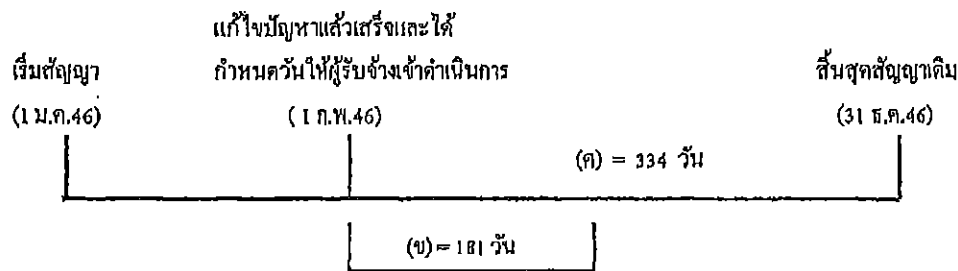 แก้ไขปัญหาแล้วเสร็จและได้
เริ่มสัญญา กำหนดวันให้ผู้รับจ้างเข้าดำเนินการ สิ้นสุดสัญญาเดิม
(1 ม.ค.46) ( 1 ก.พ.46) (31 ธ.ค.46)
(ค) = 334 วัน
(ข) = 181 วัน